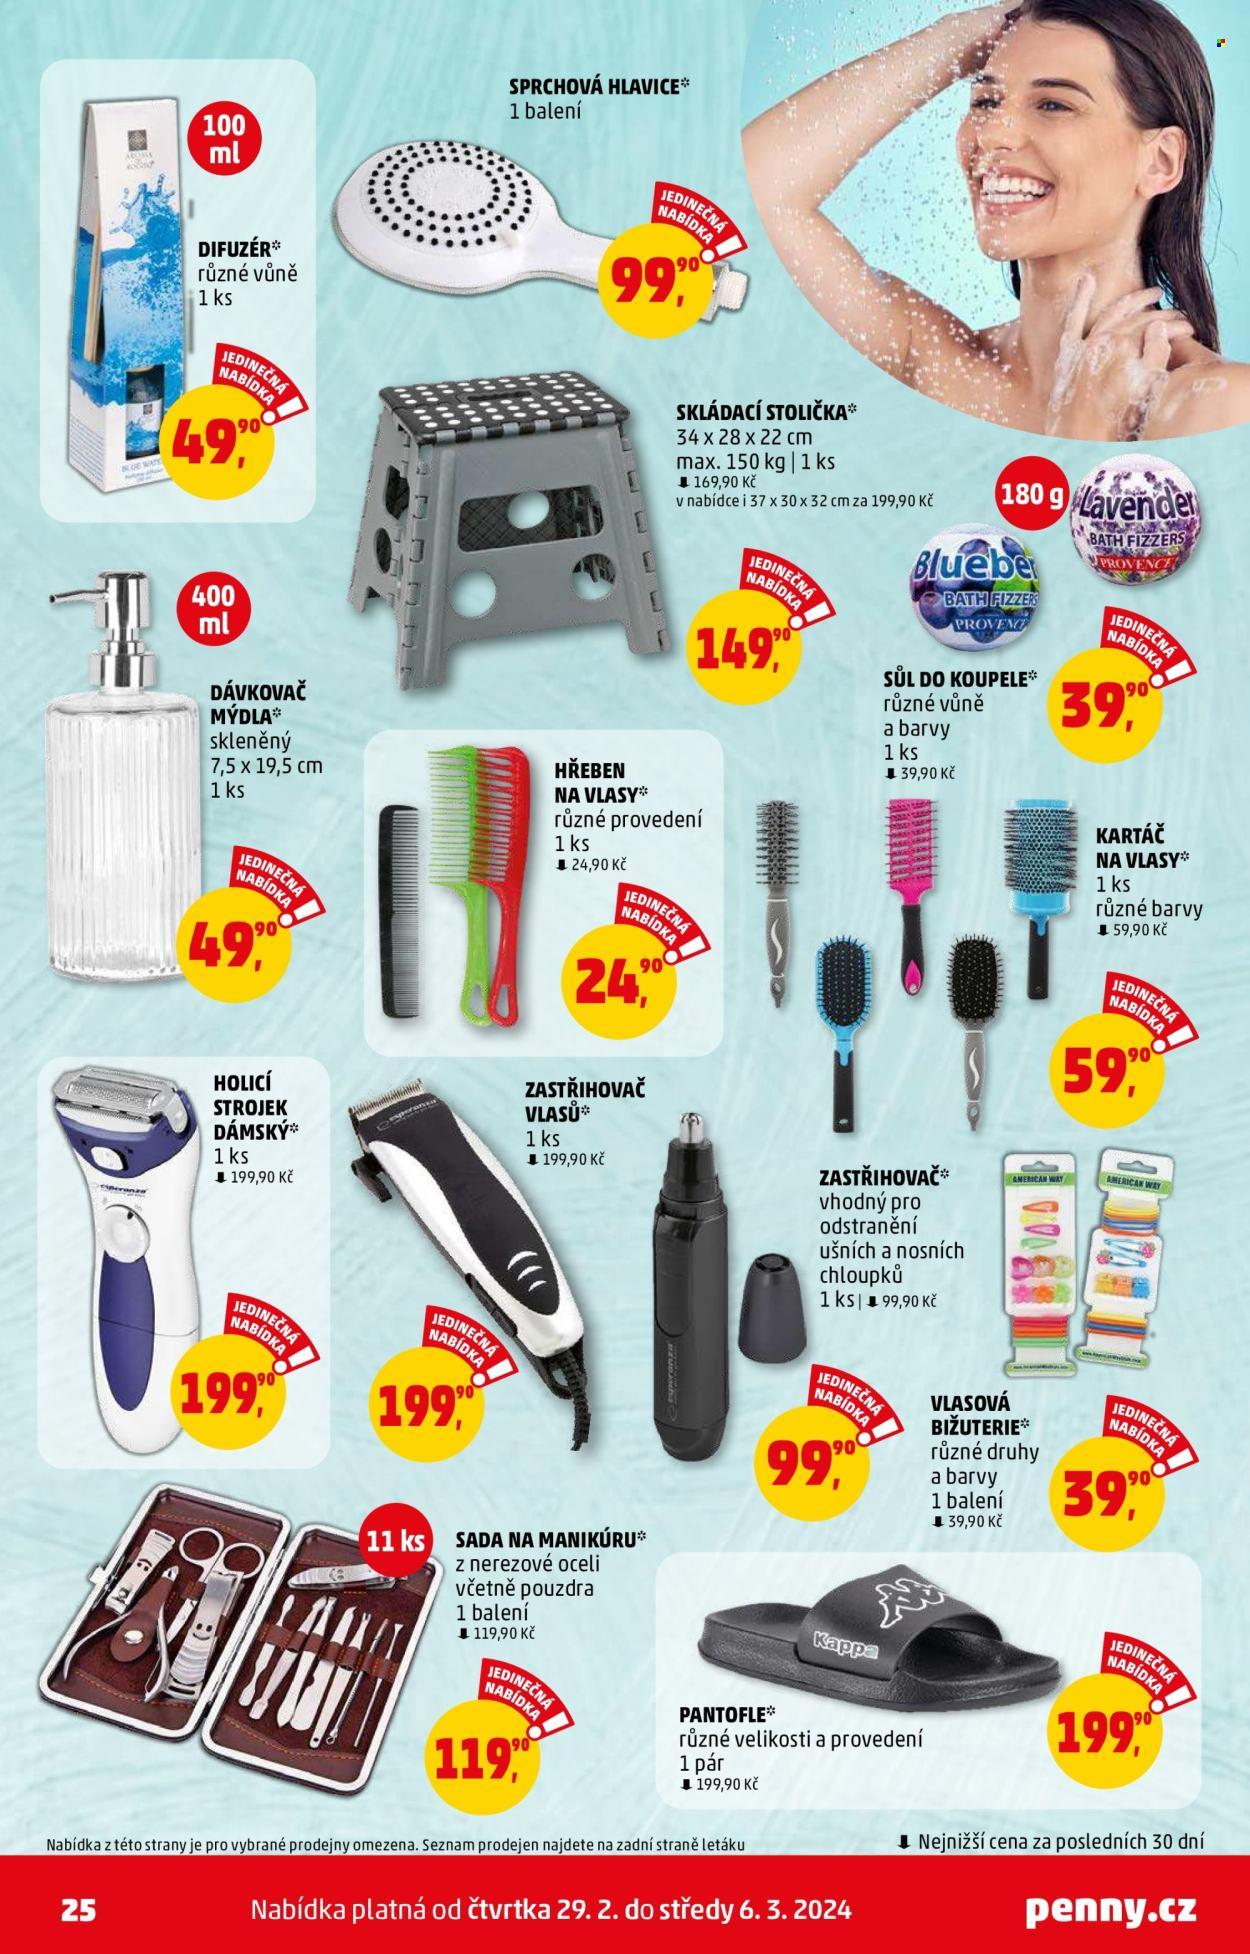 SPRCHOVÁ HLAVICE*
1 balení
JEDINEČNÁ
NABÍDKA
99,90
AROMA
DI
ROGITO
100
ml
DIFUZÉR*
různé vůně
1 ks
JEDINEČNÁ
NABÍDKA
49,90
BLUE WATER
SKLÁDACÍ STOLIČKA*
34 x 28 x 22 cm
max. 150 kg | 1 ks
⬇ 169,90 Kč
v nabídce i 37 x 30 x 32 cm za 199,90 Kč
JEDINEČNÁ
NABÍDKA
149,90
180 g
Lavender
BATH FIZZERS
PROVENCE
Blueber
BATH FIZZERS
PROVENCE
SŮL DO KOUPELE*
různé vůně
a barvy
1 ks
⬇ 39,90 Kč
JEDINEČNÁ
NABÍDKA
39,90
400
ml
DÁVKOVAČ
MÝDLA*
skleněný
7,5 x 19,5 cm
1 ks
JEDINEČNÁ
NABÍDKA
49,90
HŘEBEN
NA VLASY*
různé provedení
1 ks
⬇ 24,90 Kč
JEDINEČNÁ
NABÍDKA
24,90
KARTÁČ
NA VLASY*
1 ks
různé barvy
⬇ 59,90 Kč
JEDINEČNÁ
NABÍDKA
59,90
HOLICÍ
STROJEK
DÁMSKÝ*
1 ks
⬇ 199,90 Kč
esperanza
JEDINEČNÁ
NABÍDKA
199,90
ZASTŘIHOVAČ
VLASŮ*
1 ks
⬇ 199,90 Kč
esperanza
JEDINEČNÁ
NABÍDKA
199,90
ZASTŘIHOVAČ*
vhodný pro
odstranění
ušních a nosních
chloupků
1 ks | ⬇ 99,90 Kč
esperanza
JEDINEČNÁ
NABÍDKA
99,90
AMERICAN WAY
AMERICAN WAY
VLASOVÁ
BIŽUTERIE*
různé druhy
a barvy
1 balení
⬇ 39,90 Kč
JEDINEČNÁ
NABÍDKA
39,90
11 ks
SADA NA MANIKÚRU*
z nerezové oceli
včetně pouzdra
1 balení
⬇ 119,90 Kč
JEDINEČNÁ
NABÍDKA
119,90
Kappa
PANTOFLE*
různé velikosti a provedení
1 pár
⬇ 199,90 Kč
JEDINEČNÁ
NABÍDKA
199,90
Nabídka z této strany je pro vybrané prodejny omezena. Seznam prodejen najdete na zadní straně letáku
⬇ Nejnižší cena za posledních 30 dní
25
Nabídka platná od čtvrtka 29. 2. do středy 6. 3. 2024
penny.cz